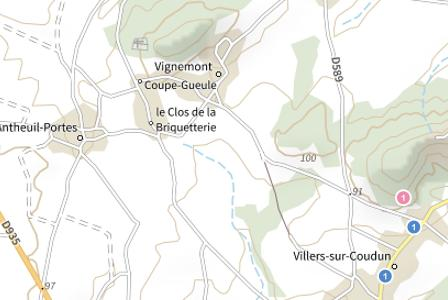 Vignemont
Coupe-Gueule
D589
le Clos de la
Briquetterie
Antheuil-Portes
100
91
1
1
D935
Villers-sur-Coudun
1
97